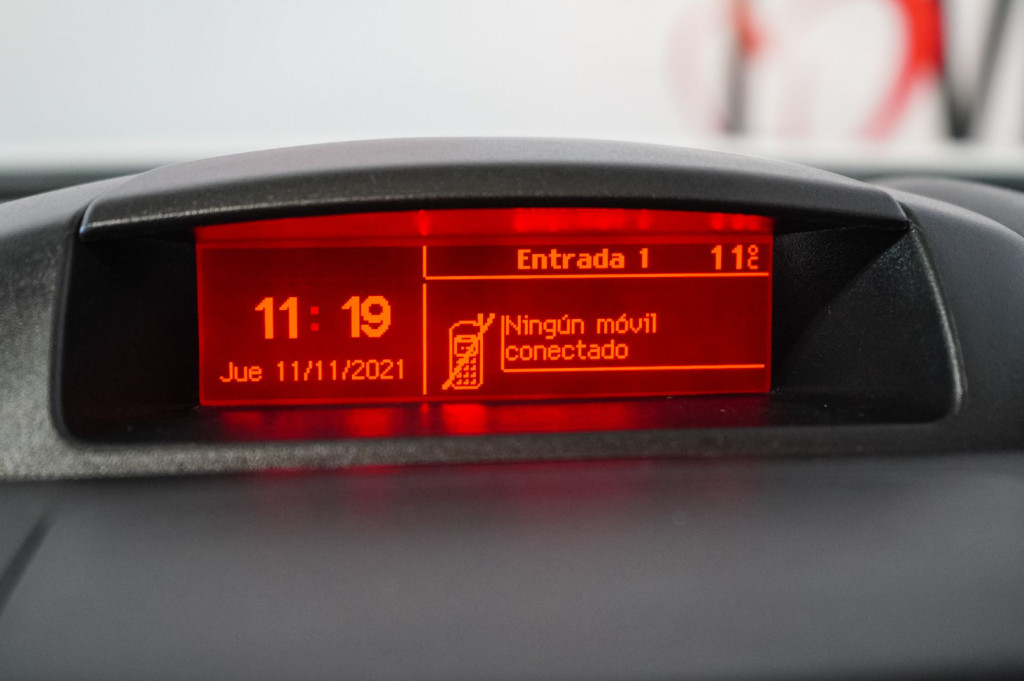 Entrada 1 11°C
11:19
Jue 11/11/2021
Ningún móvil
conectado